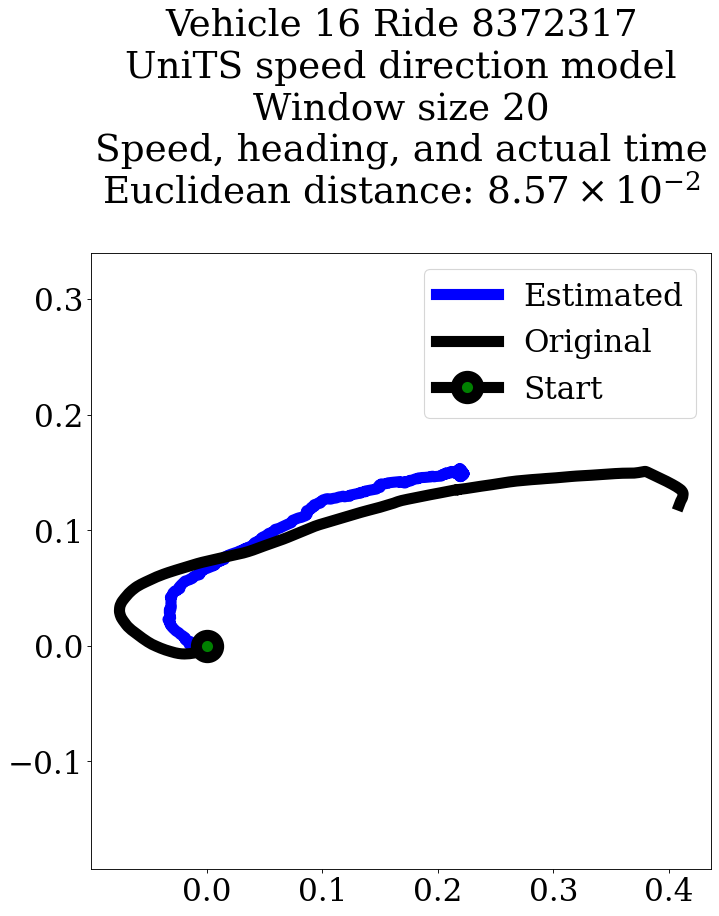 Vehicle 16 Ride 8372317
UniTS speed direction model
Window size 20
Speed, heading, and actual time
Euclidean distance: 8.57 × 10⁻²
Estimated
Original
Start
0.3
0.2
0.1
0.0
−0.1
0.0 0.1 0.2 0.3 0.4